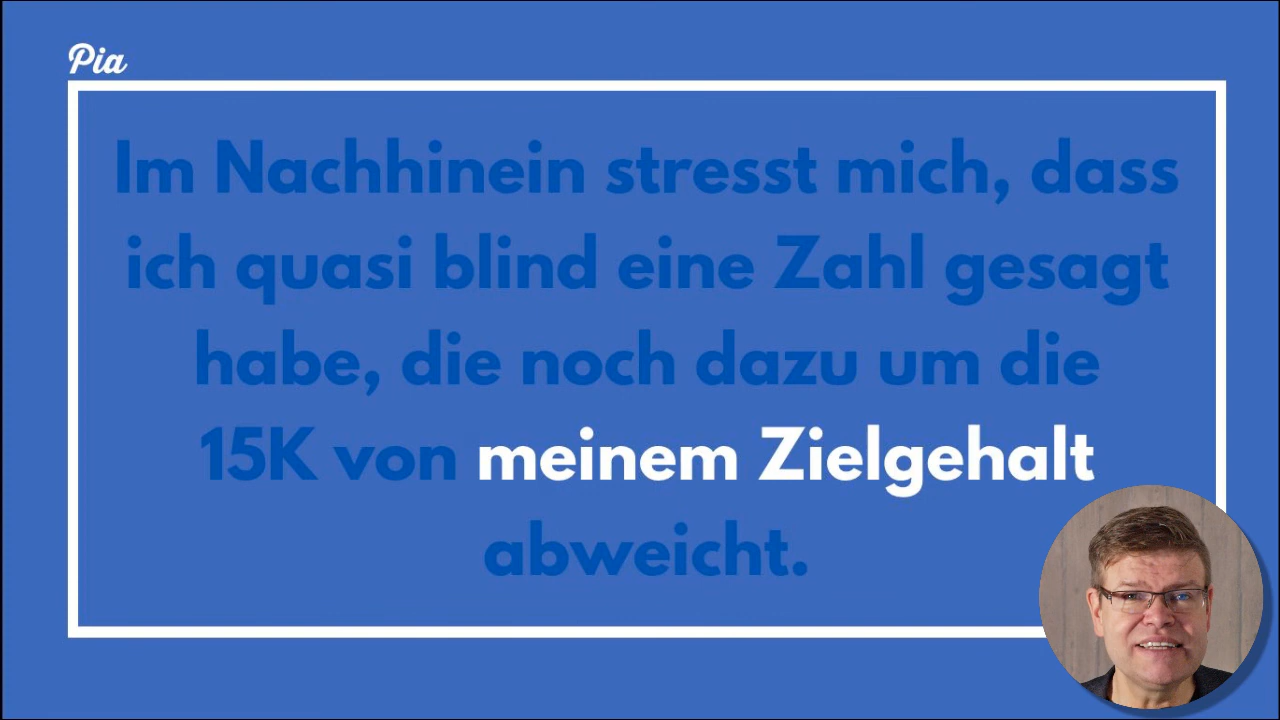 Pia
Im Nachhinein stresst mich, dass
ich quasi blind eine Zahl gesagt
habe, die noch dazu um die
15K von meinem Zielgehalt
abweicht.